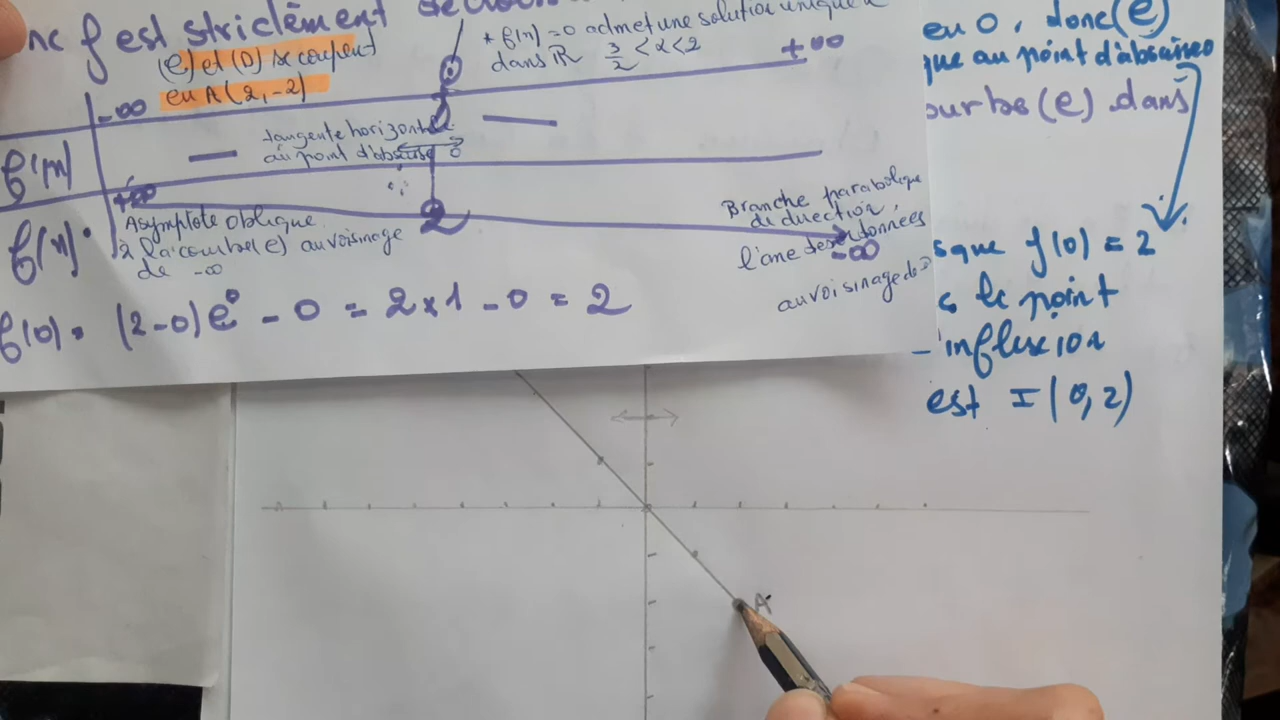 nc f est strictement
(e) et (D) se coupent
en A(2,-2)
* f(n)=0 admet une solution unique α
dans ℝ 3/2 < α < 2
-∞ 0 +∞
f'(n) — 0 —
tangente horizontale
au point d'abscisse 0
f(n) +∞ 2 -∞
Asymptote oblique
à la courbe (e) au voisinage
de -∞
Branche parabolique
de direction
l'axe des ordonnées
au voisinage de
f(0) = (2-0)e⁰ - 0 = 2×1 - 0 = 2
en 0, donc (e)
que au point d'abscisse
ourbe (e) dans
sque f(0) = 2
le point
-'inflexion
est I(0,2)
A